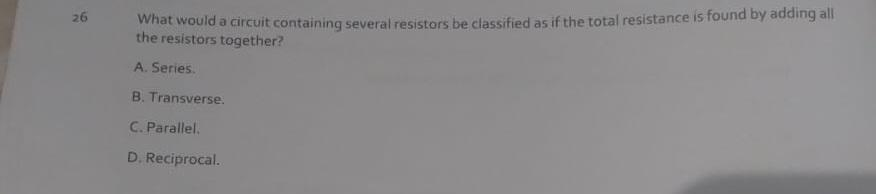 26 What would a circuit containing several resistors be classified as if the total resistance is found by adding all
the resistors together?
A. Series.
B. Transverse.
C. Parallel.
D. Reciprocal.